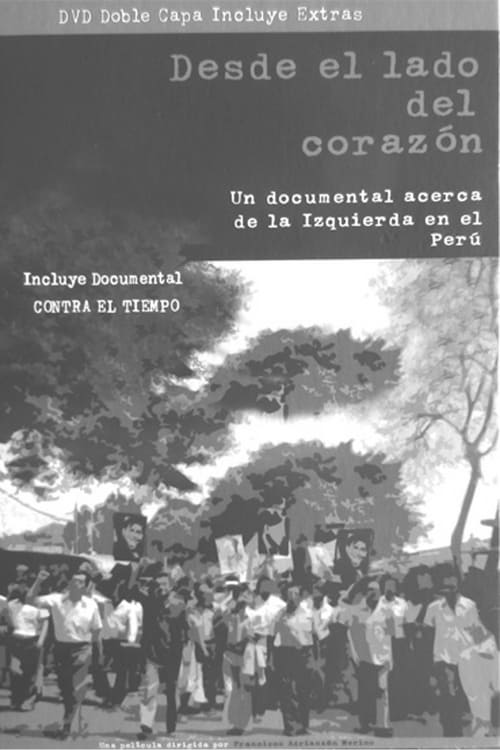 DVD Doble Capa Incluye Extras
Desde el lado
del
corazón
Un documental acerca
de la Izquierda en el
Perú
Incluye Documental
CONTRA EL TIEMPO
Una película dirigida por Francisco Adrianzén Merino